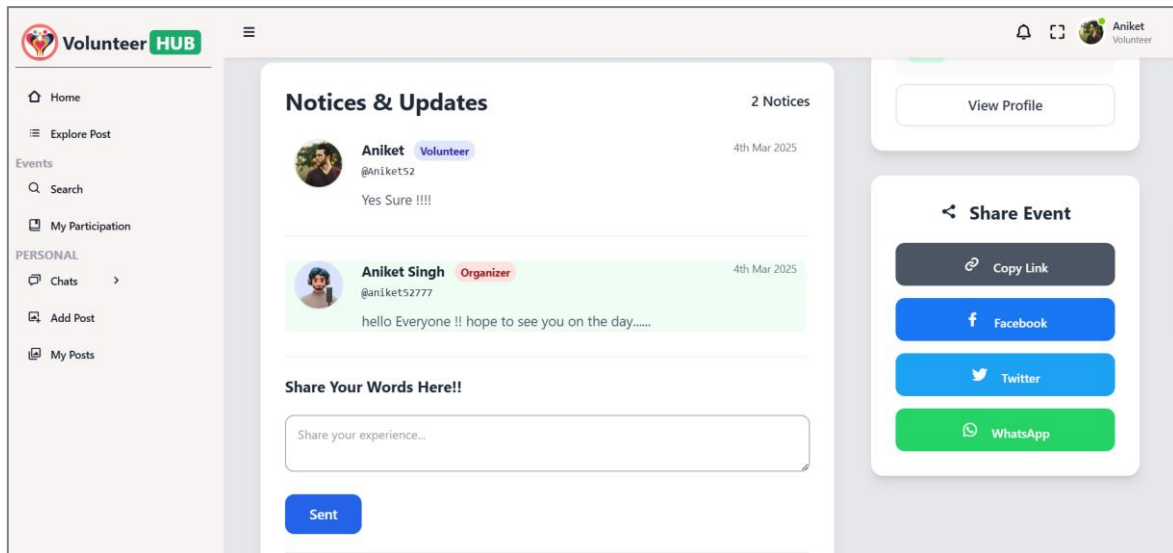 Volunteer HUB
Home
Explore Post
Events
Search
My Participation
PERSONAL
Chats
Add Post
My Posts
Aniket
Volunteer
Notices & Updates
2 Notices
Aniket Volunteer
4th Mar 2025
@Aniket52
Yes Sure !!!!
Aniket Singh Organizer
4th Mar 2025
@aniket52777
hello Everyone !! hope to see you on the day......
Share Your Words Here!!
Share your experience...
Sent
View Profile
Share Event
Copy Link
Facebook
Twitter
WhatsApp